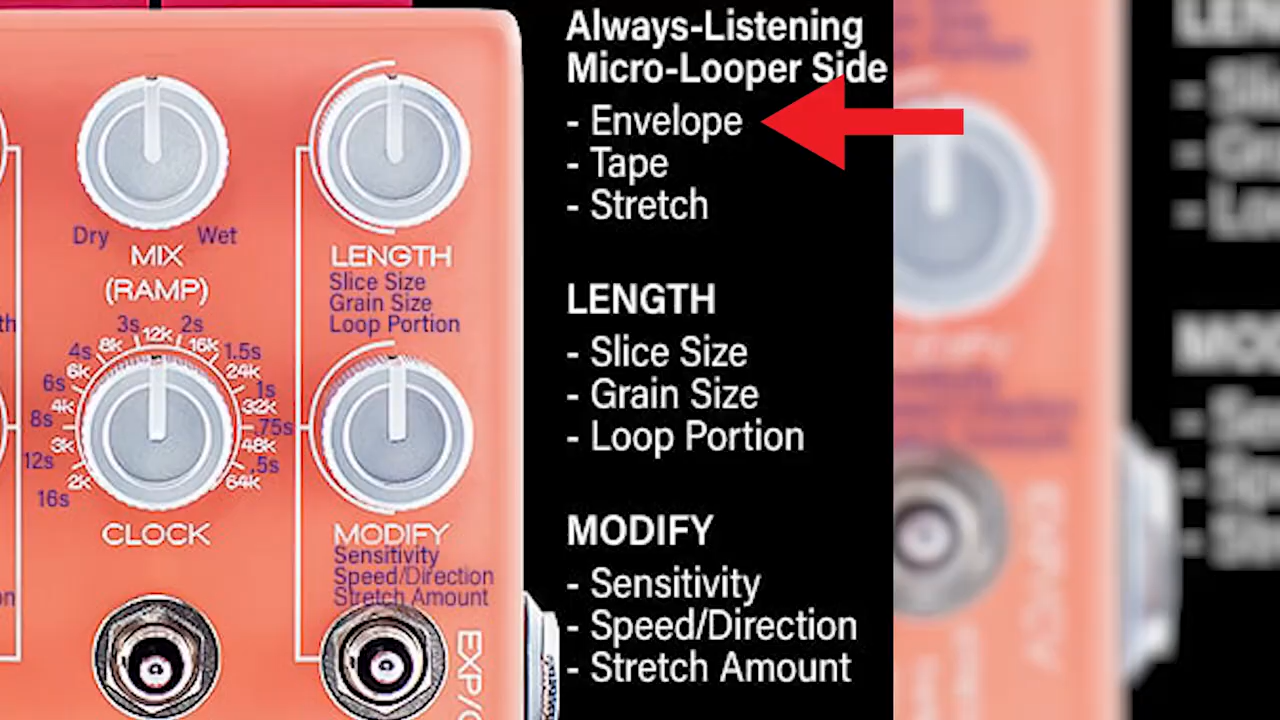 Always-Listening
Micro-Looper Side
- Envelope
- Tape
- Stretch
LENGTH
- Slice Size
- Grain Size
- Loop Portion
MODIFY
- Sensitivity
- Speed/Direction
- Stretch Amount
Dry
Wet
MIX
(RAMP)
LENGTH
Slice Size
Grain Size
Loop Portion
3s
12k
2s
8k
16k
4s
1.5s
6k
24k
6s
1s
4k
32k
8s
.75s
3k
48k
12s
.5s
2k
64k
16s
CLOCK
MODIFY
Sensitivity
Speed/Direction
Stretch Amount
EXP/